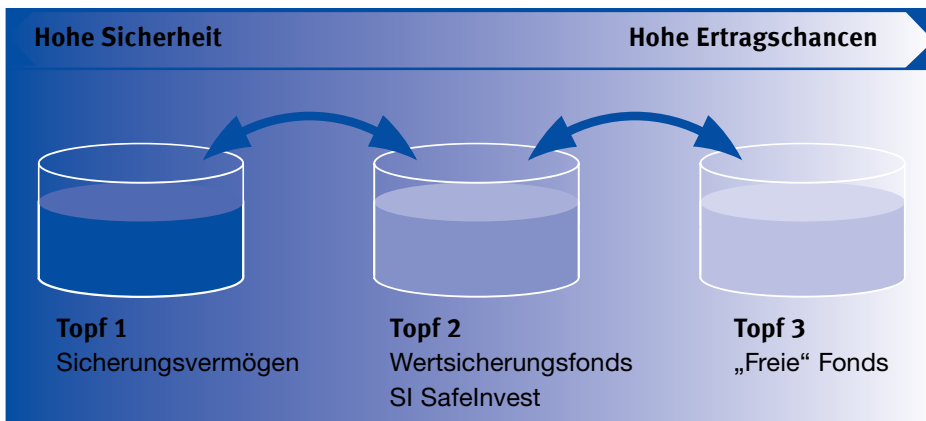 Hohe Sicherheit
Hohe Ertragschancen
Topf 1
Sicherungsvermögen
Topf 2
Wertsicherungsfonds
SI SafeInvest
Topf 3
„Freie“ Fonds